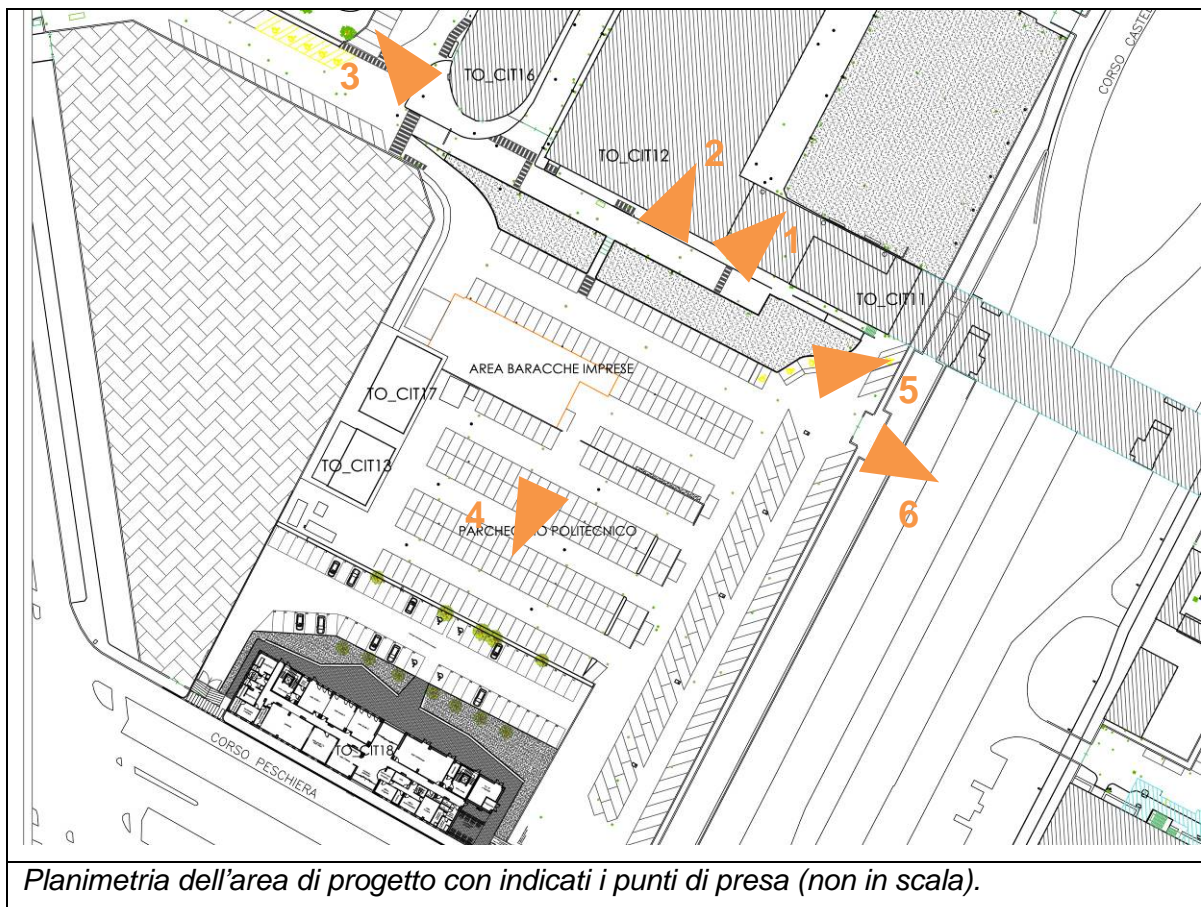 CORSO CASTEL
3
TO_CIT16
2
TO_CIT12
1
TO_CIT11
AREA BARACCHE IMPRESE
5
TO_CIT17
TO_CIT13
6
4
PARCHEGGIO POLITECNICO
TO_CIT18
CORSO PESCHIERA
Planimetria dell'area di progetto con indicati i punti di presa (non in scala).